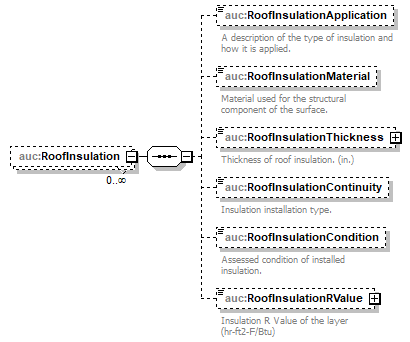 auc:RoofInsulationApplication
A description of the type of insulation and
how it is applied.
auc:RoofInsulationMaterial
Material used for the structural
component of the surface.
auc:RoofInsulationThickness
Thickness of roof insulation. (in.)
auc:RoofInsulation
0..∞
auc:RoofInsulationContinuity
Insulation installation type.
auc:RoofInsulationCondition
Assessed condition of installed
insulation.
auc:RoofInsulationRValue
Insulation R Value of the layer
(hr-ft2-F/Btu)